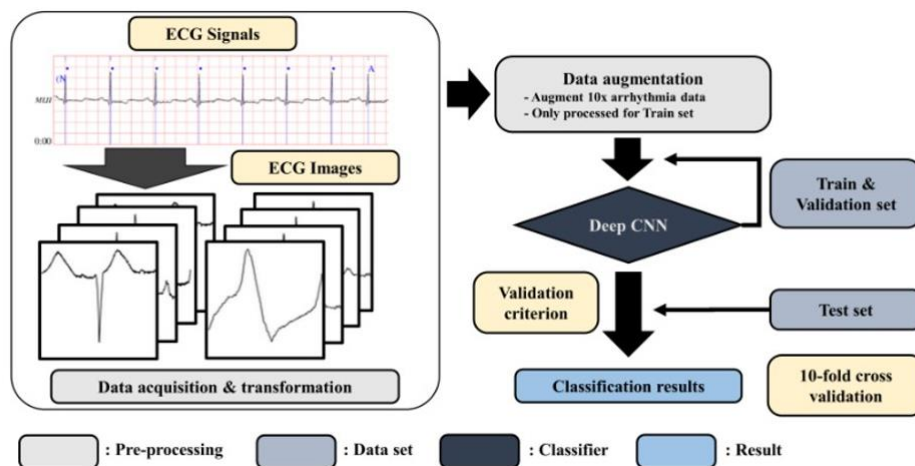 ECG Signals
(N
A
MLII
0:00
ECG Images
Data acquisition & transformation
Data augmentation
- Augment 10x arrhythmia data
- Only processed for Train set
Deep CNN
Train &
Validation set
Validation
criterion
Test set
Classification results
10-fold cross
validation
: Pre-processing
: Data set
: Classifier
: Result